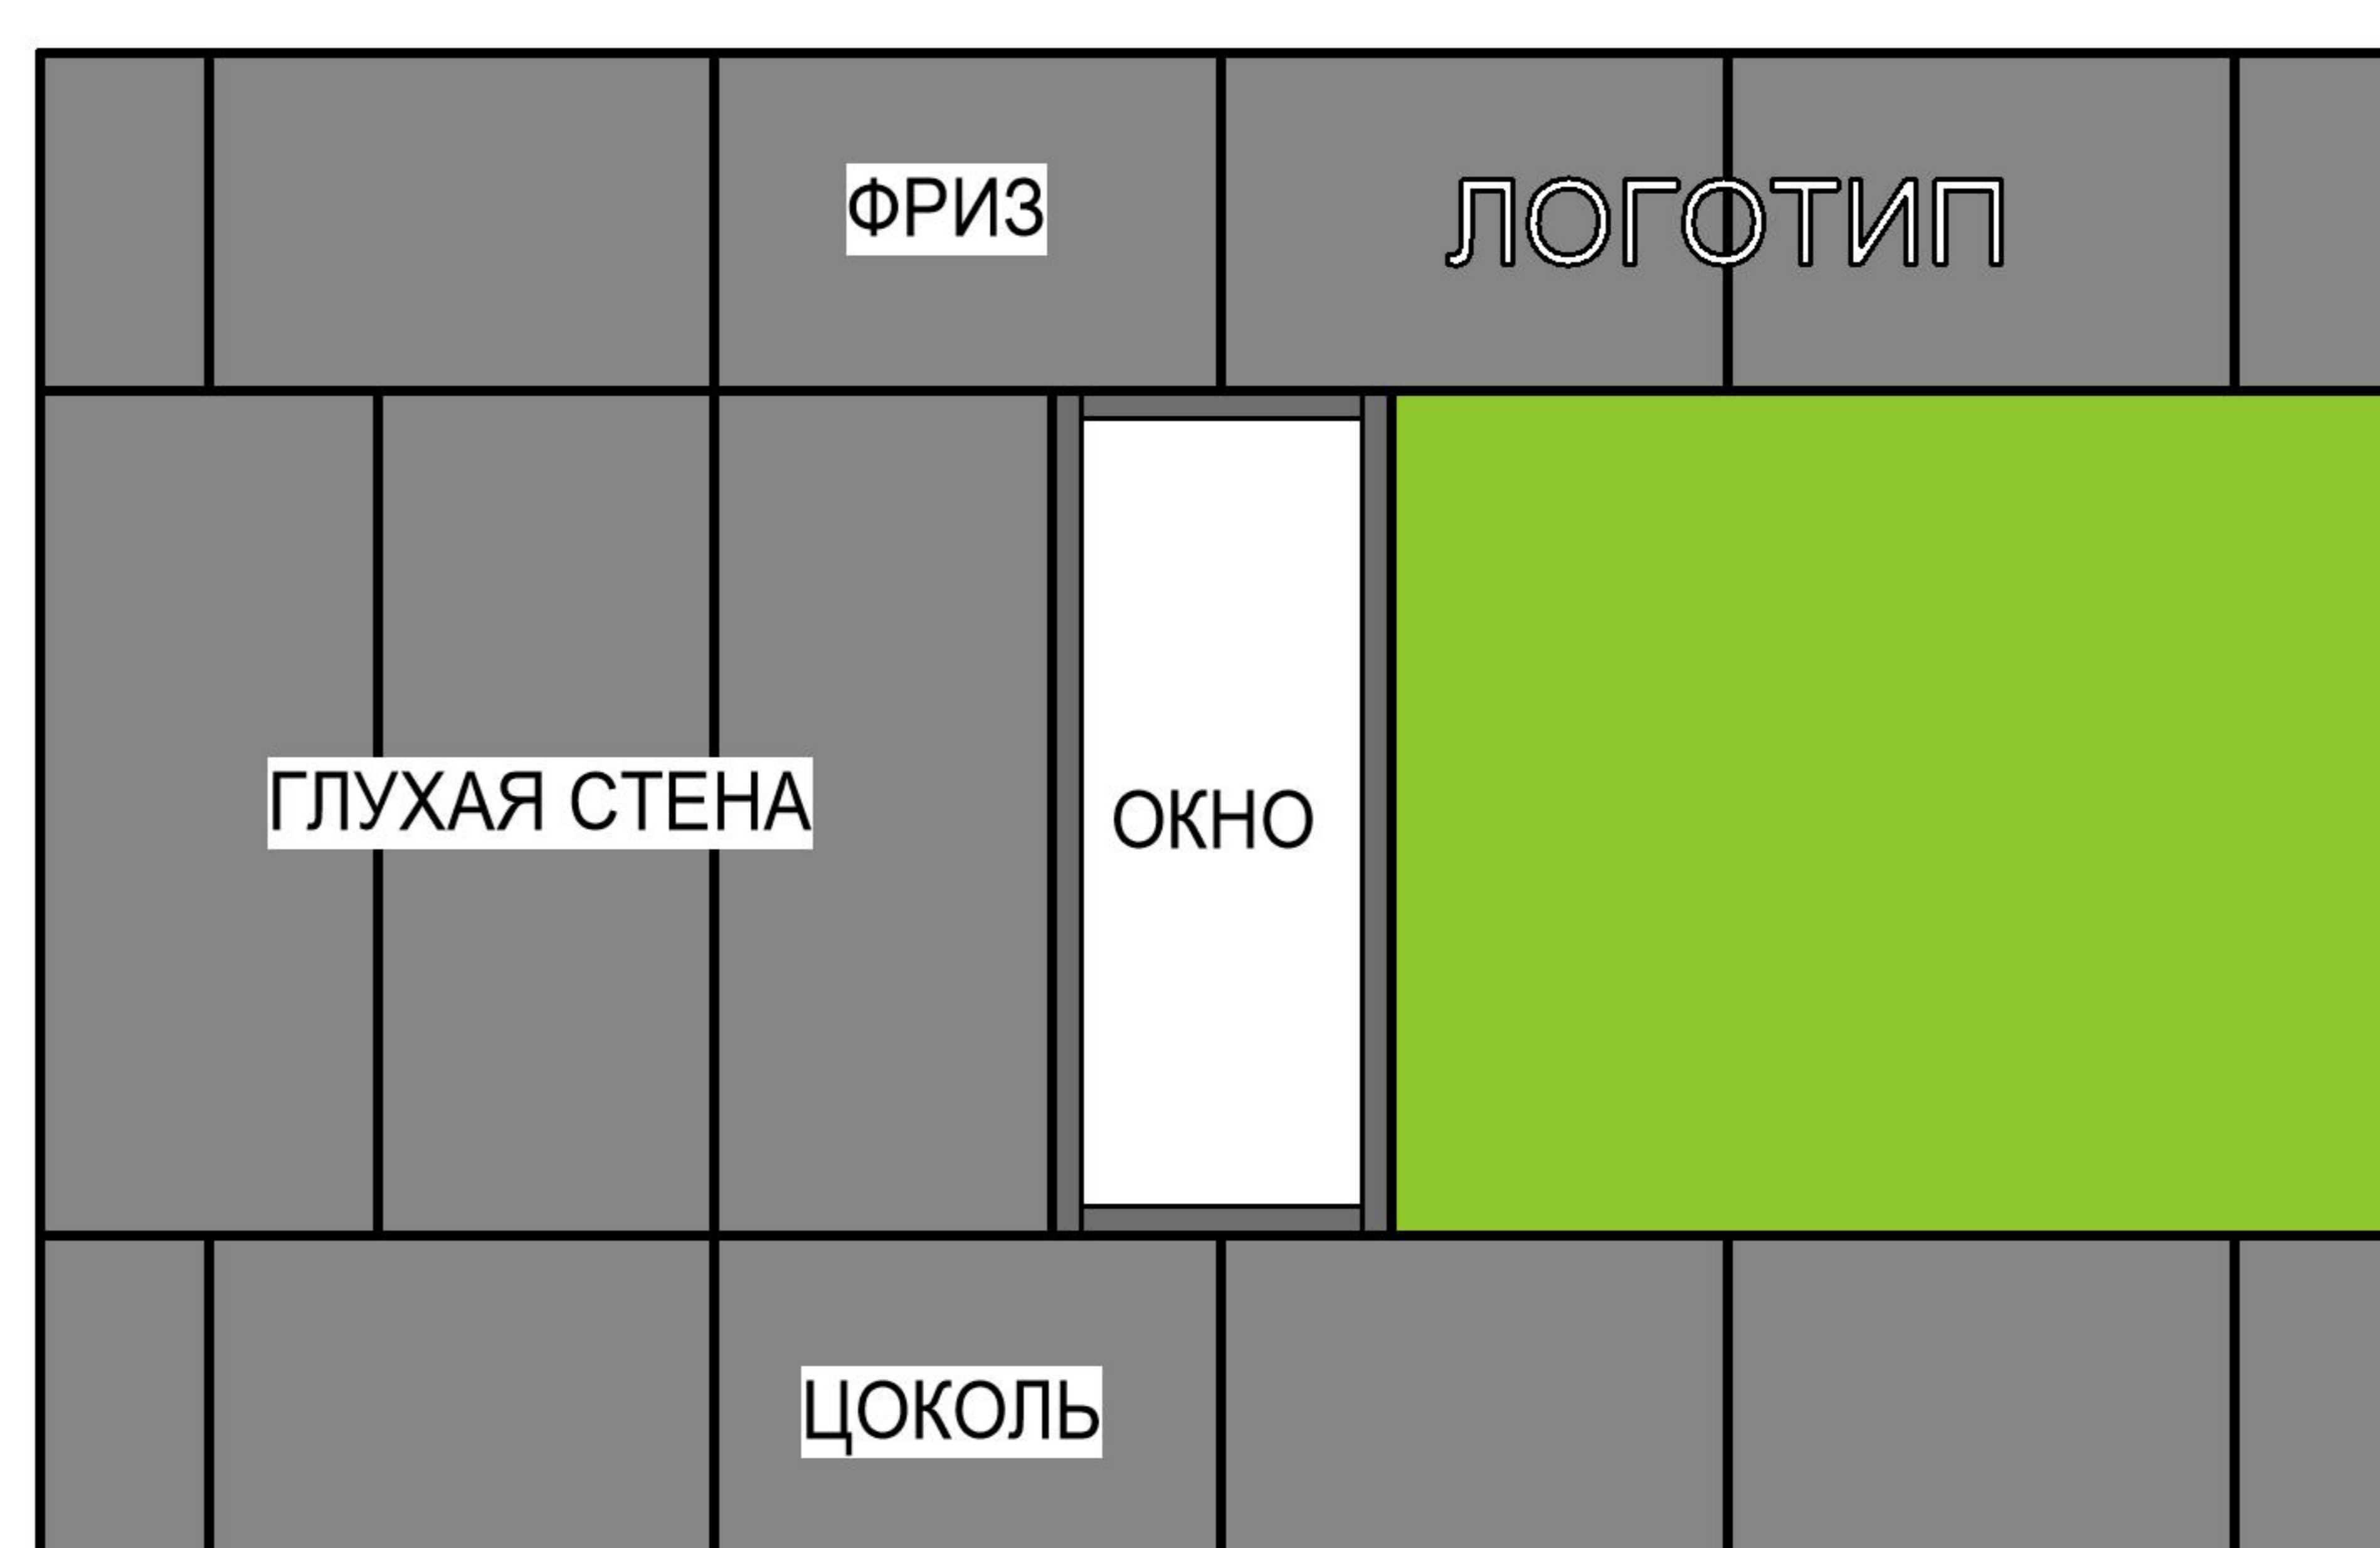 ФРИЗ
ЛОГОТИП
ГЛУХАЯ СТЕНА
ОКНО
ЦОКОЛЬ